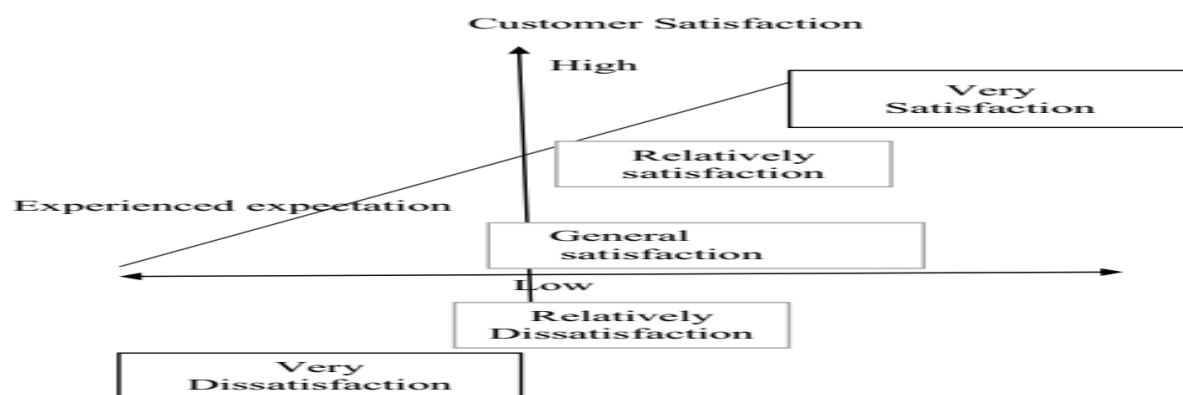 Customer Satisfaction
High
Very
Satisfaction
Relatively
satisfaction
Experienced expectation
General
satisfaction
Low
Relatively
Dissatisfaction
Very
Dissatisfaction